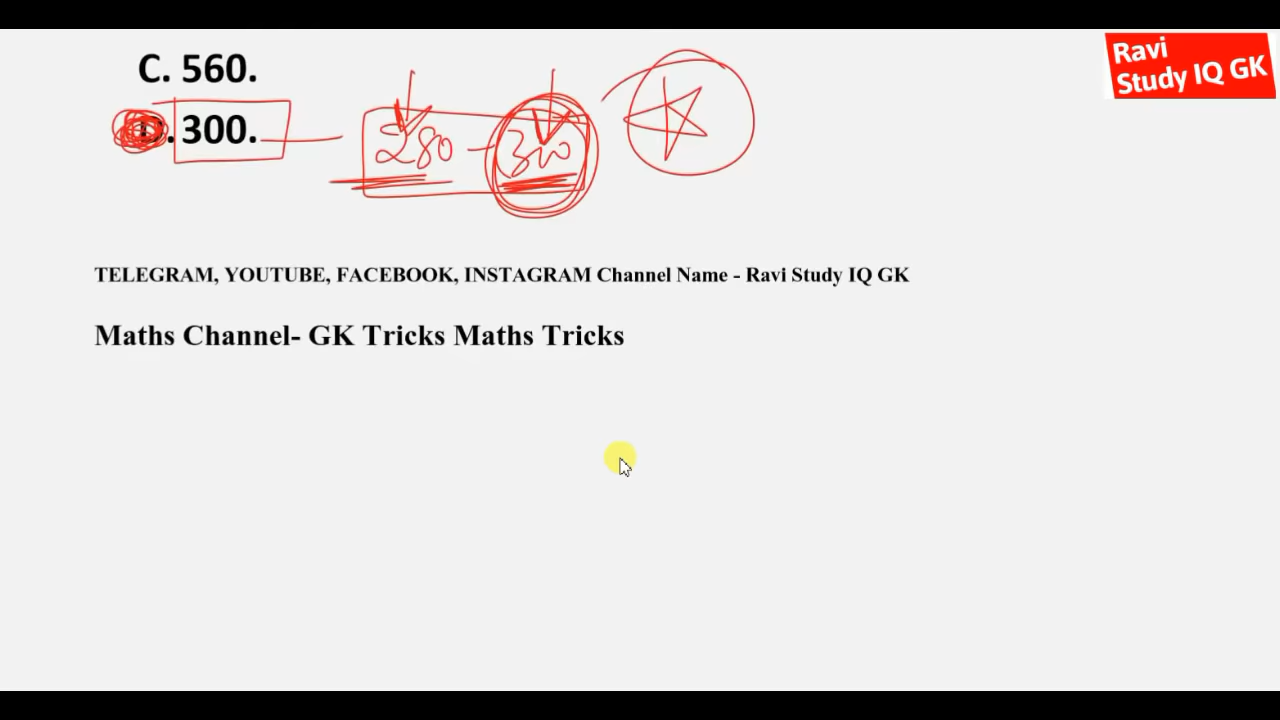 Ravi
Study IQ GK
C. 560.
D. 300.
280 - 300
TELEGRAM, YOUTUBE, FACEBOOK, INSTAGRAM Channel Name - Ravi Study IQ GK
Maths Channel- GK Tricks Maths Tricks